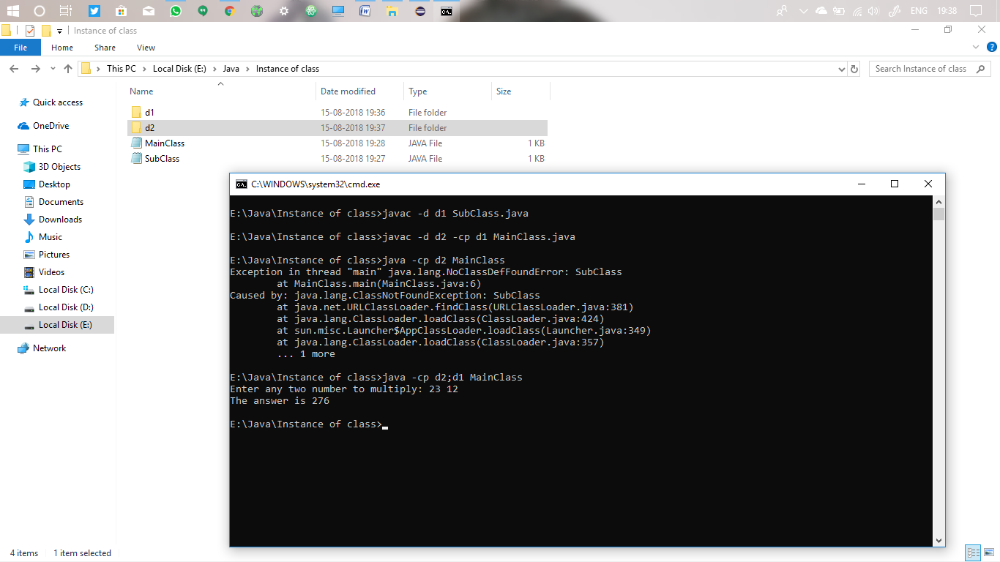 ENG 19:38
Instance of class
File Home Share View
This PC > Local Disk (E:) > Java > Instance of class
Search Instance of class
Name Date modified Type Size
d1 15-08-2018 19:36 File folder
d2 15-08-2018 19:37 File folder
MainClass 15-08-2018 19:28 JAVA File 1 KB
SubClass 15-08-2018 19:27 JAVA File 1 KB
Quick access
OneDrive
This PC
3D Objects
Desktop
Documents
Downloads
Music
Pictures
Videos
Local Disk (C:)
Local Disk (D:)
Local Disk (E:)
Network
C:\WINDOWS\system32\cmd.exe
E:\Java\Instance of class>javac -d d1 SubClass.java
E:\Java\Instance of class>javac -d d2 -cp d1 MainClass.java
E:\Java\Instance of class>java -cp d2 MainClass
Exception in thread "main" java.lang.NoClassDefFoundError: SubClass
at MainClass.main(MainClass.java:6)
Caused by: java.lang.ClassNotFoundException: SubClass
at java.net.URLClassLoader.findClass(URLClassLoader.java:381)
at java.lang.ClassLoader.loadClass(ClassLoader.java:424)
at sun.misc.Launcher$AppClassLoader.loadClass(Launcher.java:349)
at java.lang.ClassLoader.loadClass(ClassLoader.java:357)
... 1 more
E:\Java\Instance of class>java -cp d2;d1 MainClass
Enter any two number to multiply: 23 12
The answer is 276
E:\Java\Instance of class>
4 items 1 item selected